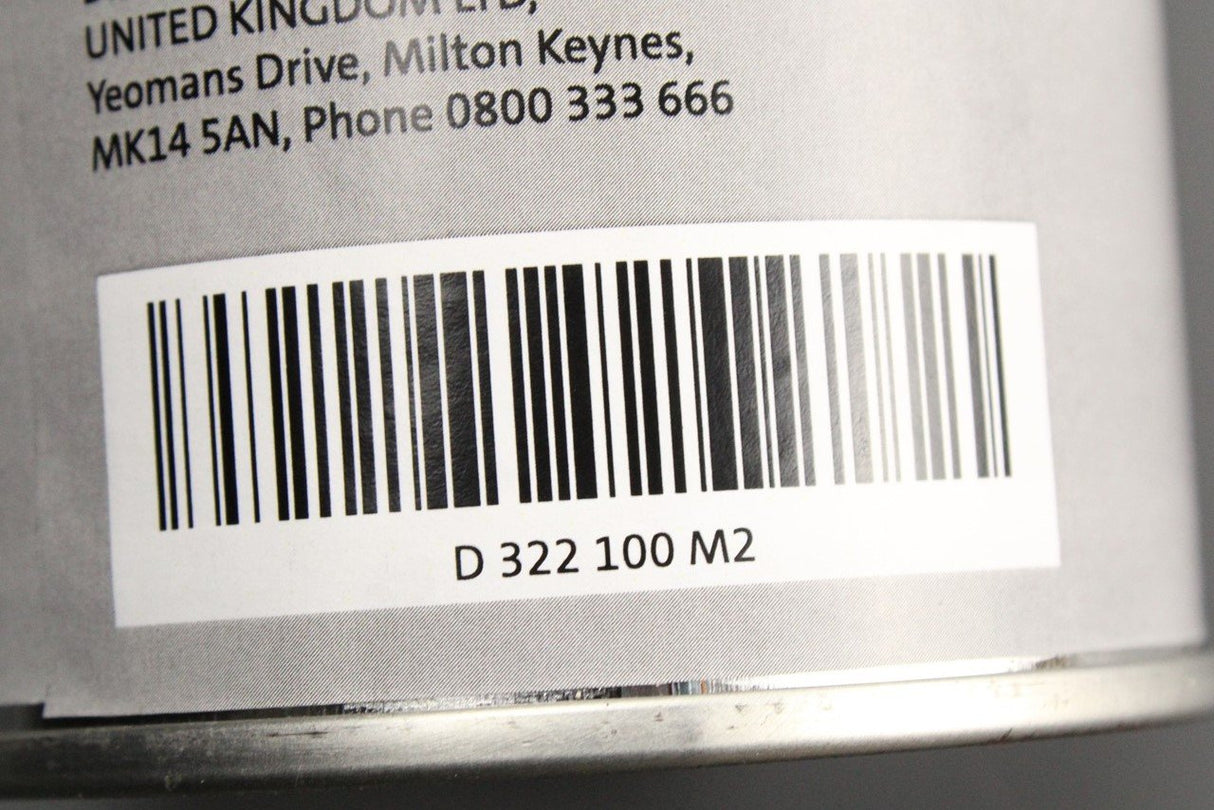 UNITED KINGDOM LTD,
Yeomans Drive, Milton Keynes,
MK14 5AN, Phone 0800 333 666
D 322 100 M2